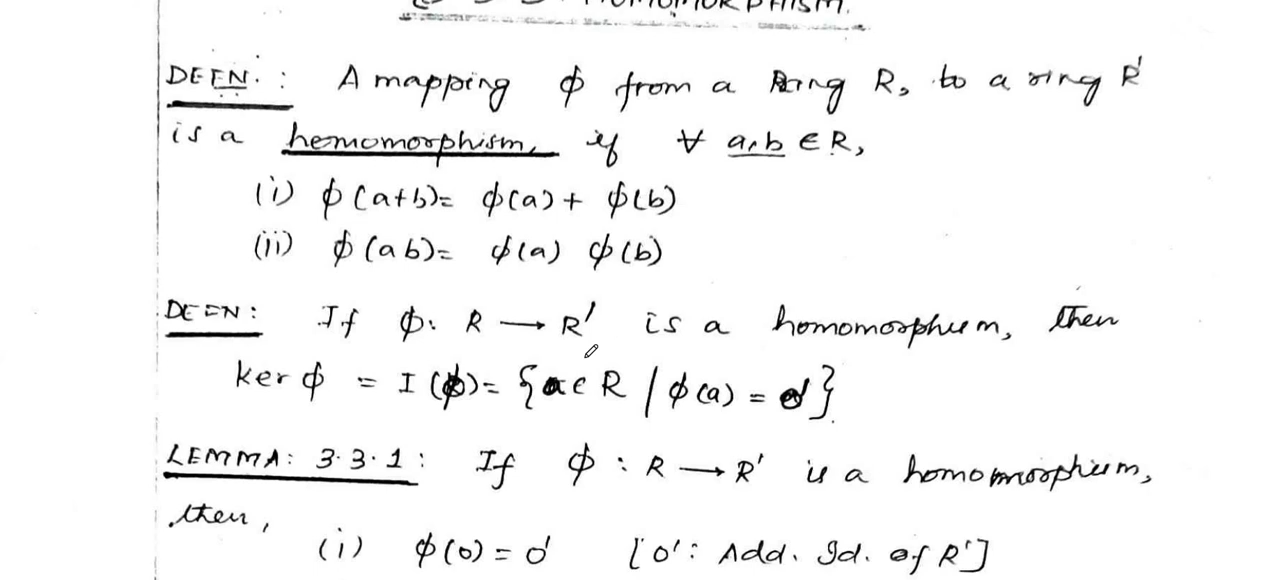 HOMOMORPHISM.
DEFN. : A mapping ϕ from a Ring R, to a ring R'
is a homomorphism, if ∀ a,b ∈ R,
(i) ϕ(a+b)= ϕ(a)+ ϕ(b)
(ii) ϕ(ab)= ϕ(a) ϕ(b)
DEFN: If ϕ: R → R' is a homomorphism, then
ker ϕ = I(ϕ)= {a∈R / ϕ(a) = 0'}.
LEMMA: 3.3.1: If ϕ : R → R' is a homomorphism,
then,
(i) ϕ(0) = 0' [0': Add. Id. of R']